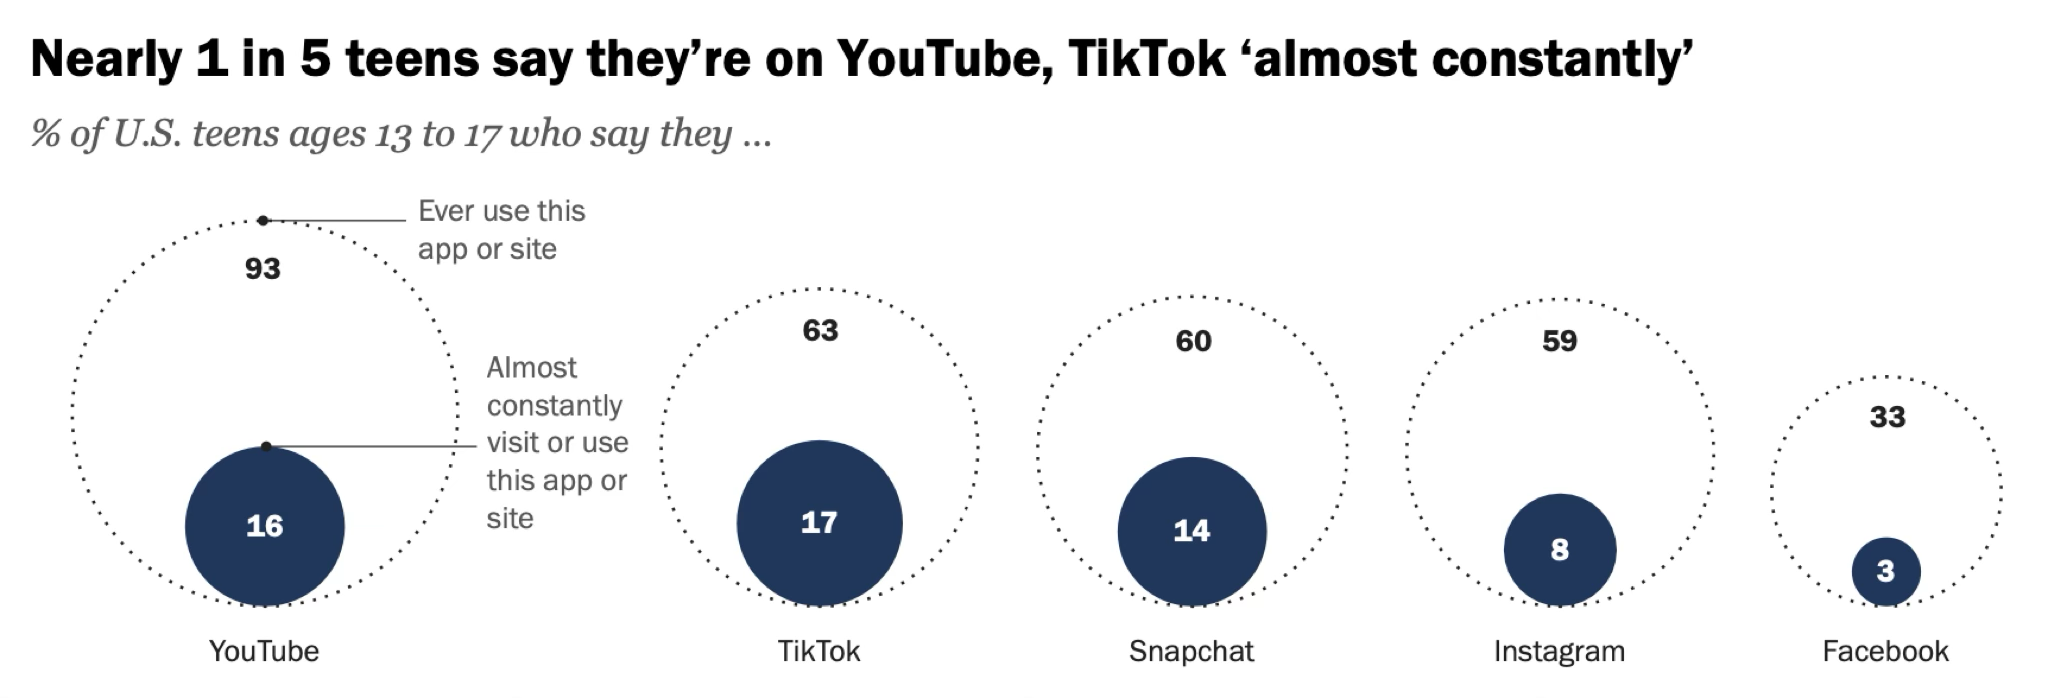 Nearly 1 in 5 teens say they’re on YouTube, TikTok ‘almost constantly’
% of U.S. teens ages 13 to 17 who say they ...
Ever use this
app or site
93
Almost
constantly
visit or use
this app or
site
16
YouTube
63
17
TikTok
60
14
Snapchat
59
8
Instagram
33
3
Facebook